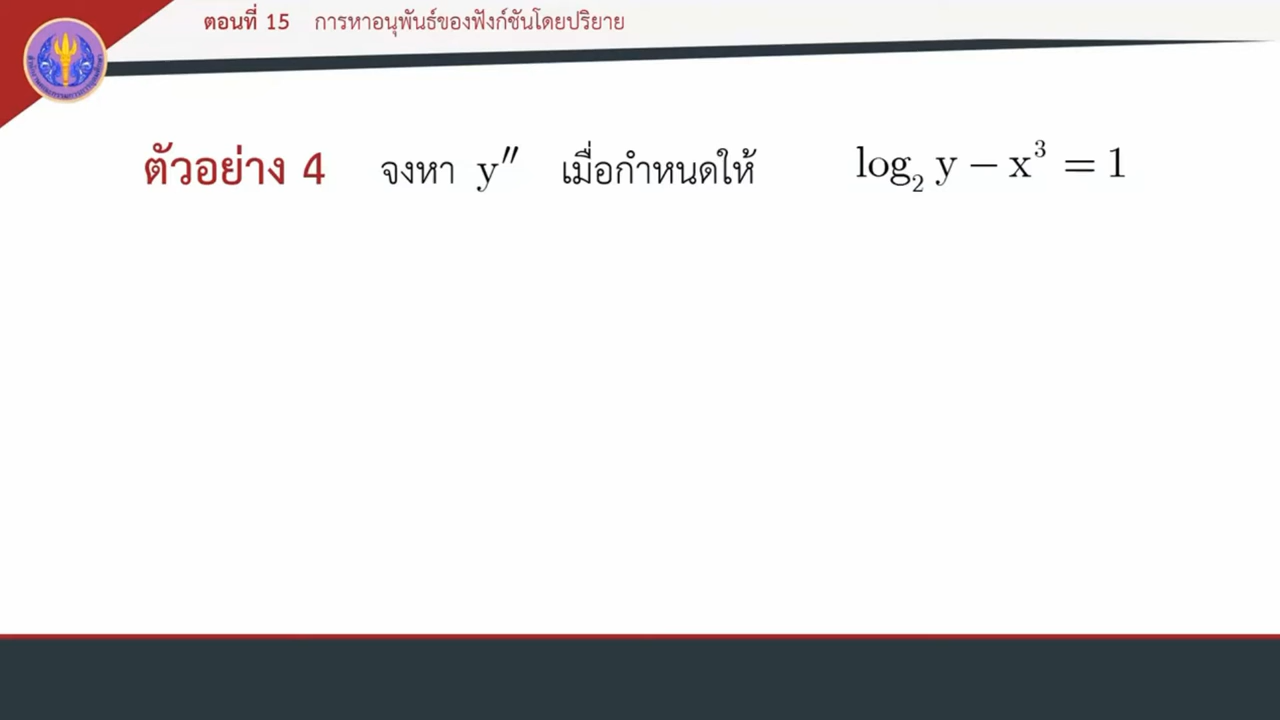 ตอนที่ 15 การหาอนุพันธ์ของฟังก์ชันโดยปริยาย
ตัวอย่าง 4 จงหา y″ เมื่อกำหนดให้ log₂ y − x³ = 1